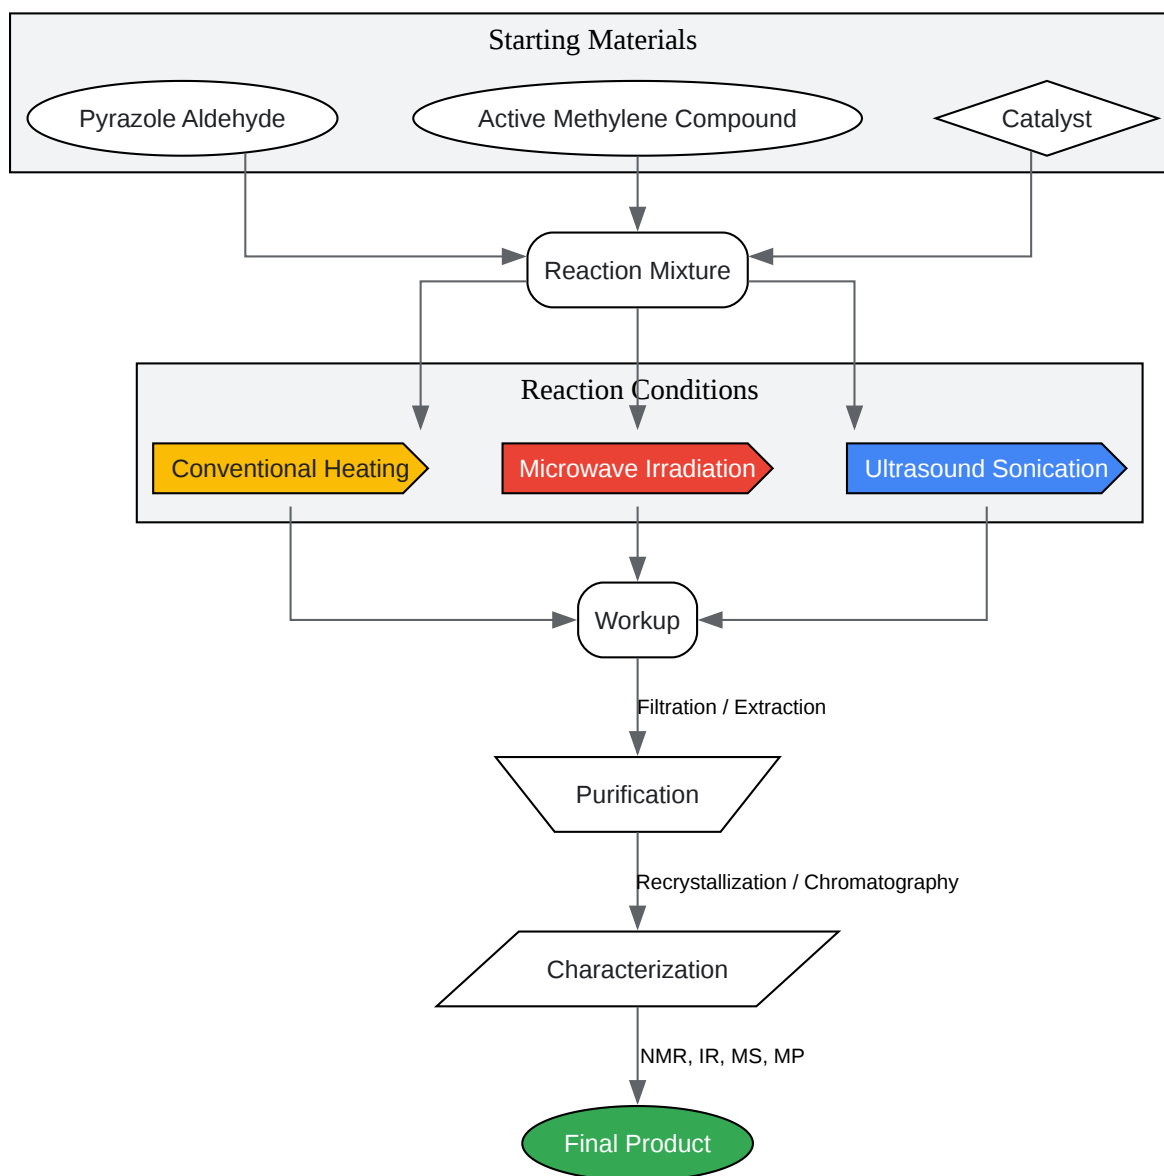 Starting Materials
Pyrazole Aldehyde
Active Methylene Compound
Catalyst
Reaction Mixture
Reaction Conditions
Conventional Heating
Microwave Irradiation
Ultrasound Sonication
Workup
Filtration / Extraction
Purification
Recrystallization / Chromatography
Characterization
NMR, IR, MS, MP
Final Product